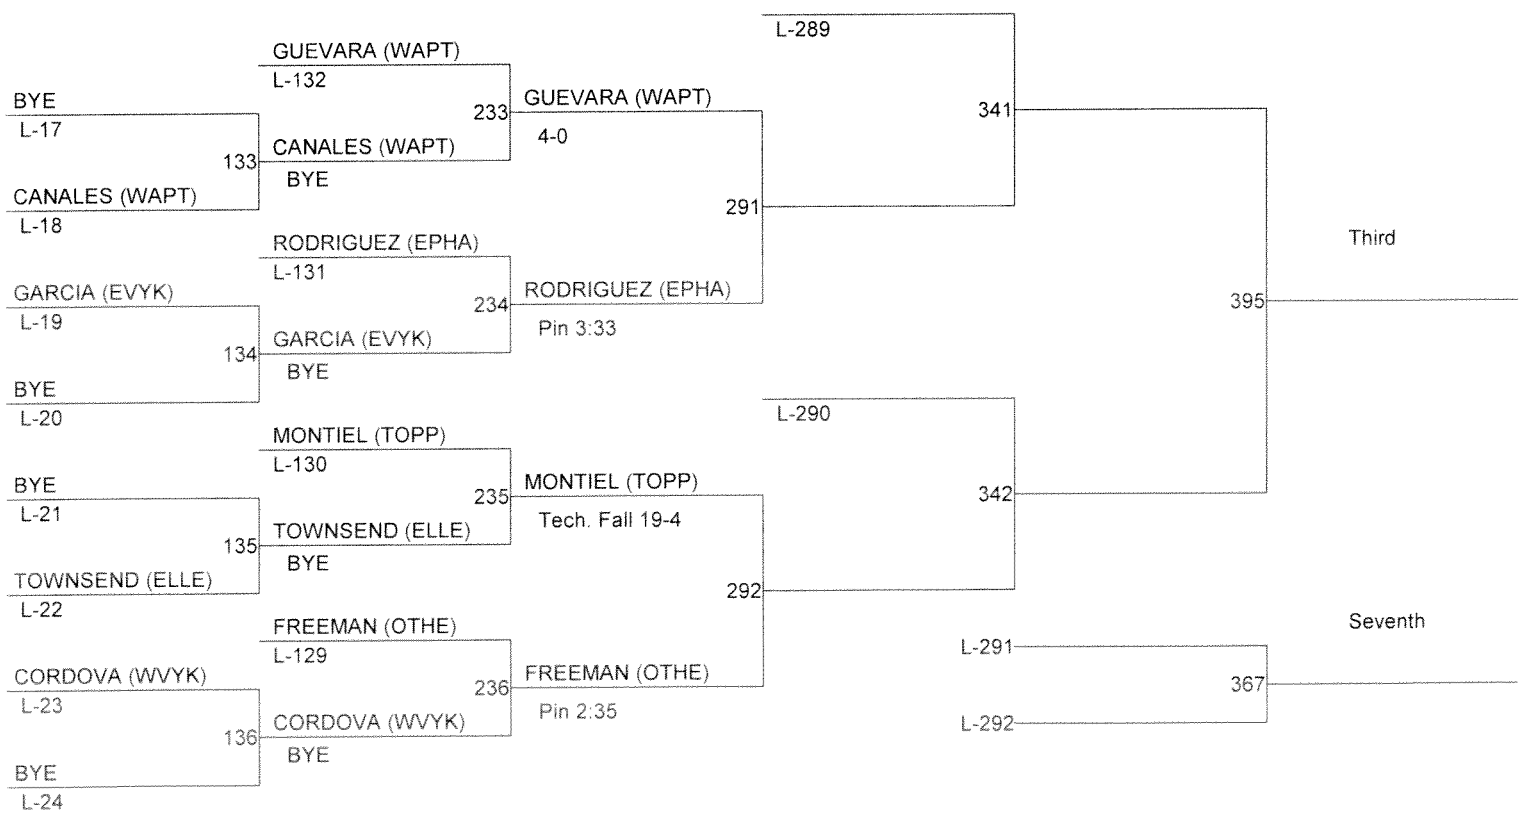 BYE
L-17
CANALES (WAPT)
L-18
GARCIA (EVYK)
L-19
BYE
L-20
BYE
L-21
TOWNSEND (ELLE)
L-22
CORDOVA (WVYK)
L-23
BYE
L-24
133
134
135
136
GUEVARA (WAPT)
L-132
CANALES (WAPT)
BYE
RODRIGUEZ (EPHA)
L-131
GARCIA (EVYK)
BYE
MONTIEL (TOPP)
L-130
TOWNSEND (ELLE)
BYE
FREEMAN (OTHE)
L-129
CORDOVA (WVYK)
BYE
233
234
235
236
GUEVARA (WAPT)
4-0
RODRIGUEZ (EPHA)
Pin 3:33
MONTIEL (TOPP)
Tech. Fall 19-4
FREEMAN (OTHE)
Pin 2:35
291
292
L-289
L-290
341
342
L-291
L-292
395
367
Third
Seventh